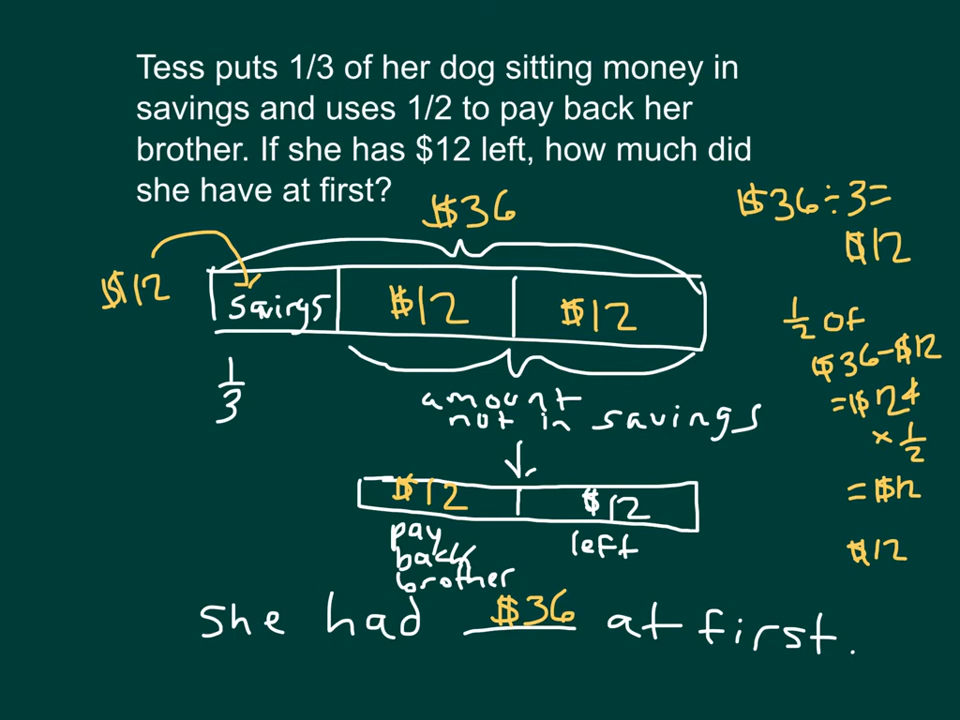 Tess puts 1/3 of her dog sitting money in
savings and uses 1/2 to pay back her
brother. If she has $12 left, how much did
she have at first?
$36
$36÷3=
$12
$12
savings
$12
$12
1/2 of
$36-$12
=$24
× 1/2
=$12
$12
1/3
amount
not in savings
$12
$12
pay
back
brother
left
She had $36 at first.